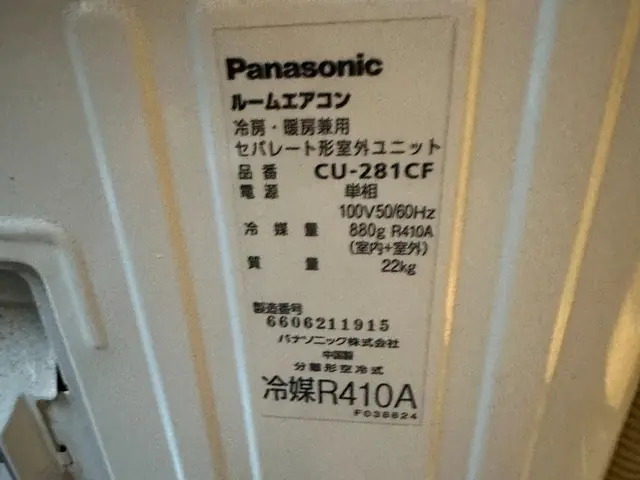 Panasonic
ルームエアコン
冷房・暖房兼用
セパレート形室外ユニット
品番 CU-281CF
電源 単相
100V50/60Hz
冷媒量 880g R410A
(室内+室外)
質量 22kg
製造番号
6606211915
パナソニック株式会社
中国製
分離形空冷式
冷媒R410A
F038824